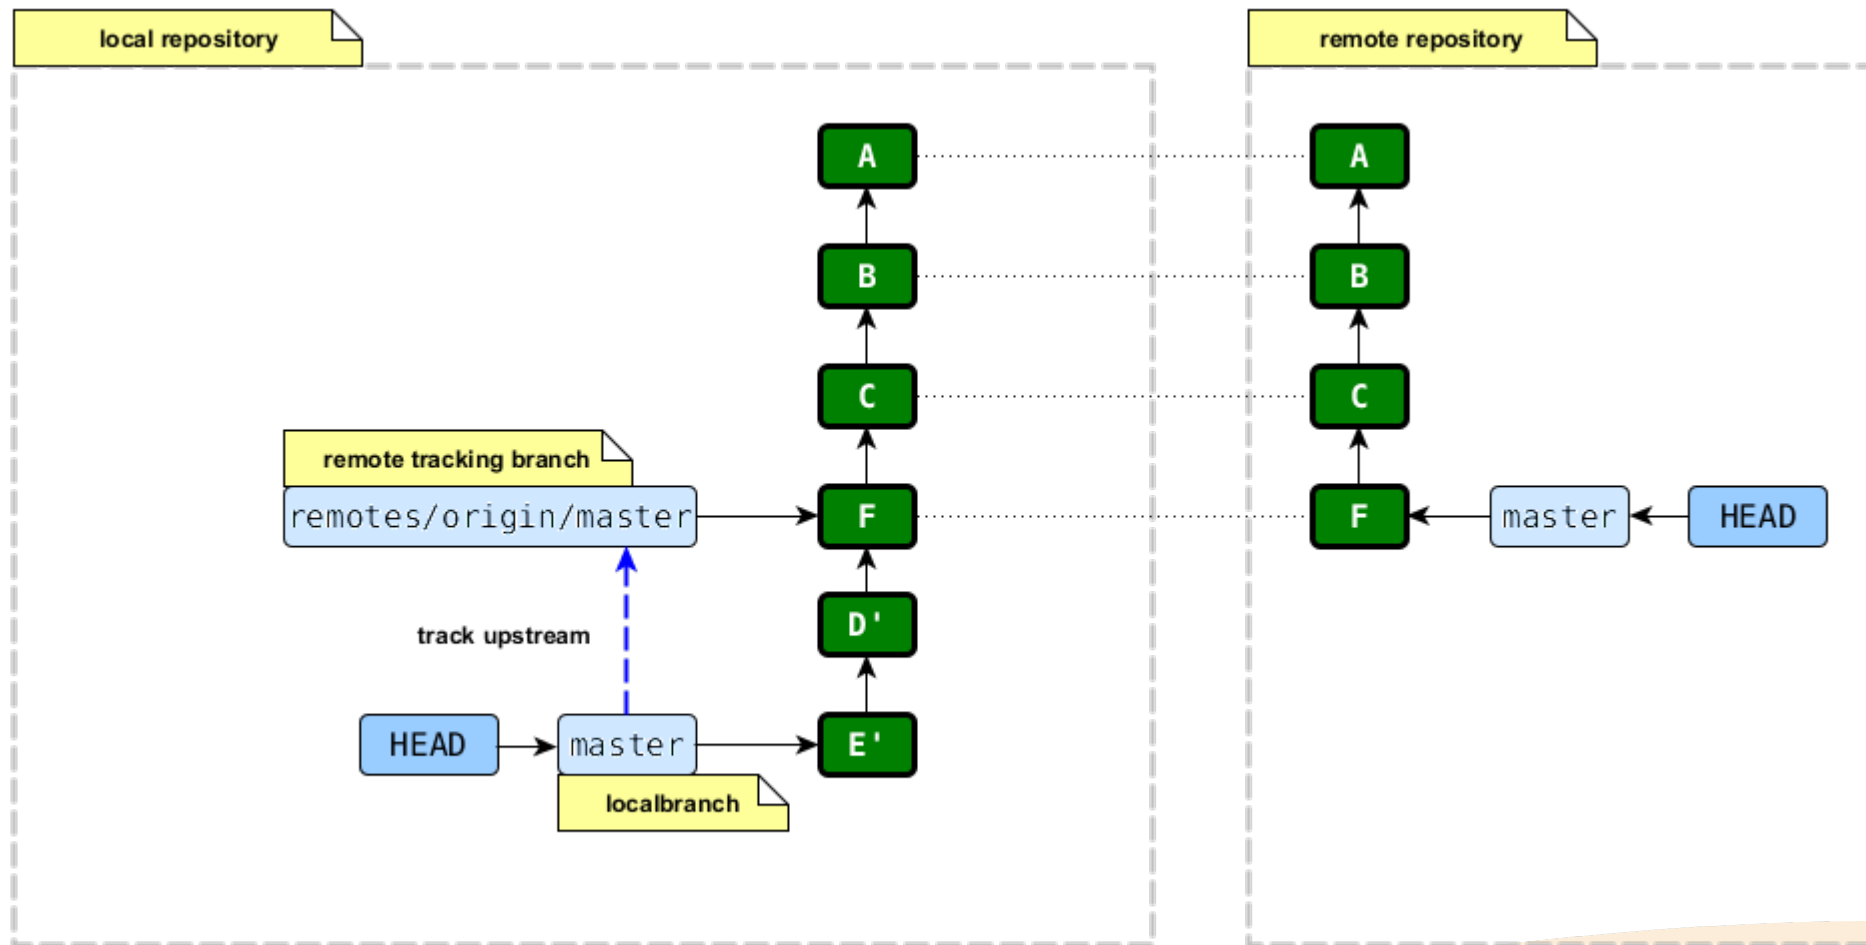 local repository
remote repository
A
A
B
B
C
C
remote tracking branch
remotes/origin/master
F
F
master
HEAD
D'
track upstream
HEAD
master
E'
localbranch